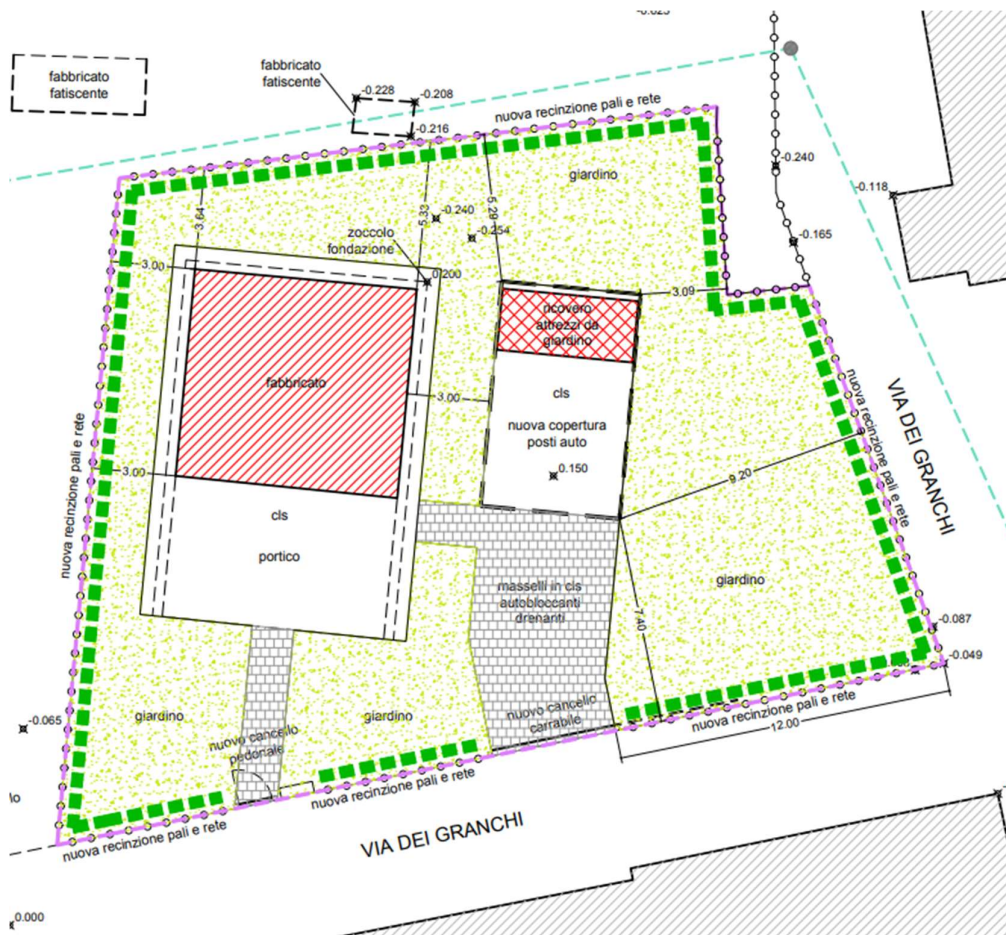 fabbricato
fatiscente
fabbricato
fatiscente
-0.228
-0.208
-0.216
nuova recinzione pali e rete
-0.240
-0.118
-0.165
giardino
3.64
5.33
5.29
-0.240
-0.254
zoccolo
fondazione
0.200
3.00
3.09
ricovero
attrezzi da
giardino
fabbricato
3.00
cls
nuova copertura
posti auto
0.150
3.00
9.20
nuova recinzione pali e rete
VIA DEI GRANCHI
nuova recinzione pali e rete
cls
portico
masselli in cls
autobloccanti
drenanti
giardino
7.40
-0.087
-0.049
-0.065
giardino
giardino
nuovo cancello
pedonale
nuovo cancello
carrabile
nuova recinzione pali e rete
12.00
nuova recinzione pali e rete
nuova recinzione pali e rete
VIA DEI GRANCHI
0.000